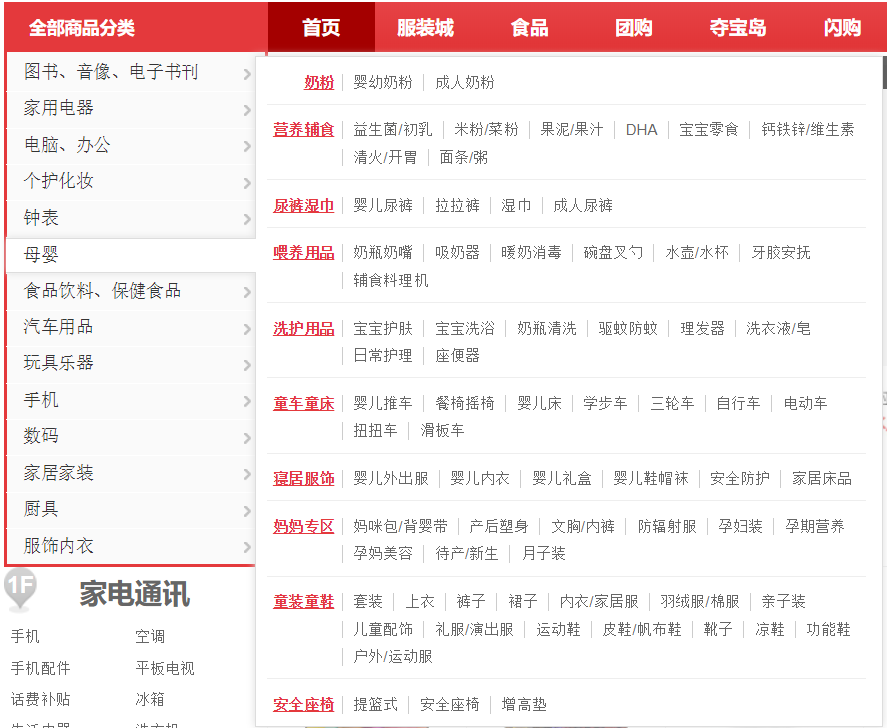 全部商品分类 首页 服装城 食品 团购 夺宝岛 闪购
图书、音像、电子书刊
家用电器
电脑、办公
个护化妆
钟表
母婴
食品饮料、保健食品
汽车用品
玩具乐器
手机
数码
家居家装
厨具
服饰内衣
奶粉 婴幼奶粉 成人奶粉
营养辅食 益生菌/初乳 米粉/菜粉 果泥/果汁 DHA 宝宝零食 钙铁锌/维生素
清火/开胃 面条/粥
尿裤湿巾 婴儿尿裤 拉拉裤 湿巾 成人尿裤
喂养用品 奶瓶奶嘴 吸奶器 暖奶消毒 碗盘叉勺 水壶/水杯 牙胶安抚
辅食料理机
洗护用品 宝宝护肤 宝宝洗浴 奶瓶清洗 驱蚊防蚊 理发器 洗衣液/皂
日常护理 座便器
童车童床 婴儿推车 餐椅摇椅 婴儿床 学步车 三轮车 自行车 电动车
扭扭车 滑板车
寝居服饰 婴儿外出服 婴儿内衣 婴儿礼盒 婴儿鞋帽袜 安全防护 家居床品
妈妈专区 妈咪包/背婴带 产后塑身 文胸/内裤 防辐射服 孕妇装 孕期营养
孕妈美容 待产/新生 月子装
童装童鞋 套装 上衣 裤子 裙子 内衣/家居服 羽绒服/棉服 亲子装
儿童配饰 礼服/演出服 运动鞋 皮鞋/帆布鞋 靴子 凉鞋 功能鞋
户外/运动服
安全座椅 提篮式 安全座椅 增高垫
1F 家电通讯
手机 空调
手机配件 平板电视
话费补贴 冰箱
生活电器 洗衣机